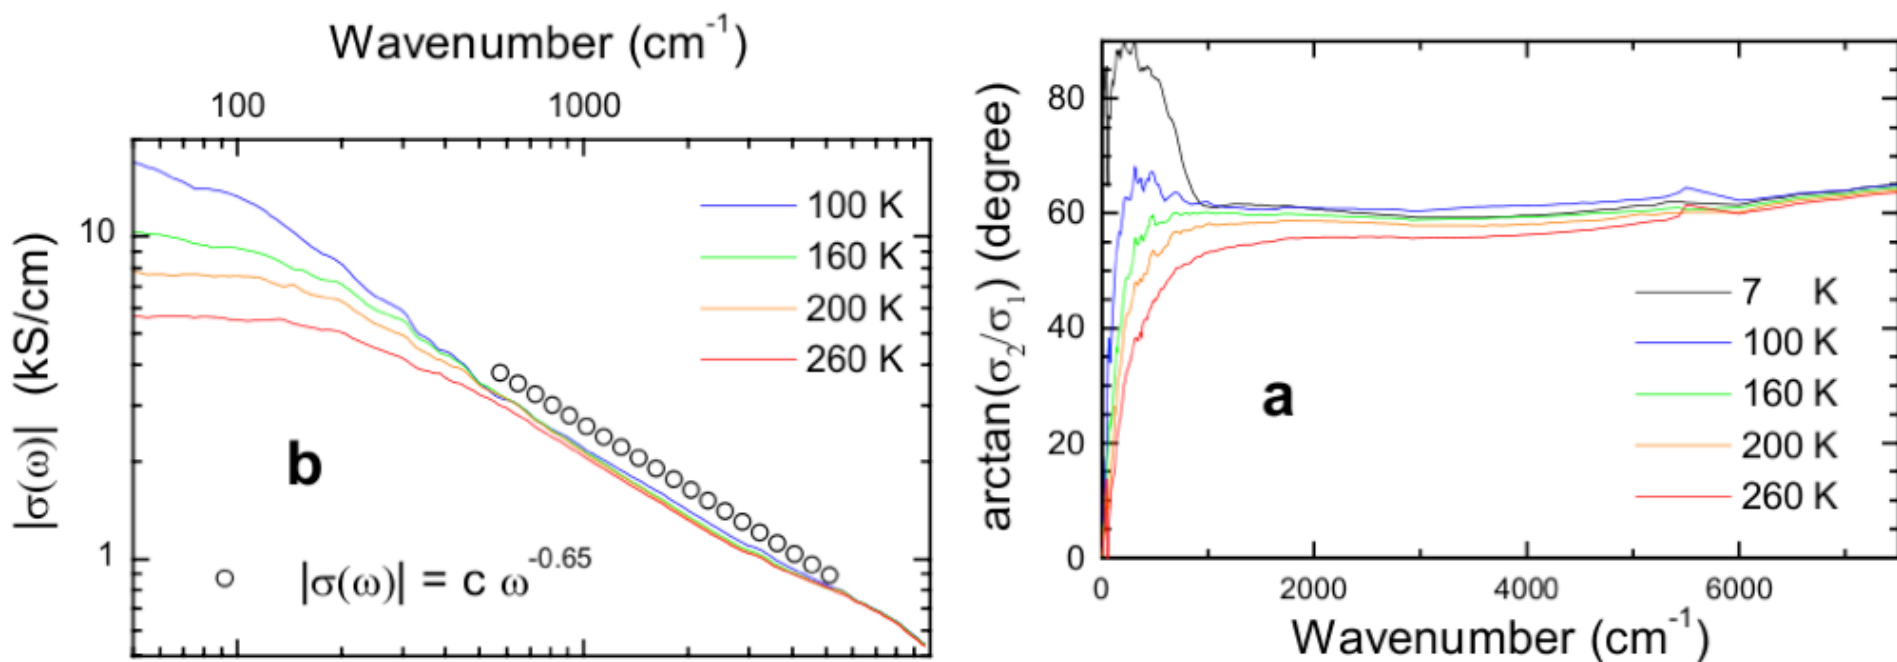 Wavenumber (cm⁻¹)
100 1000
|σ(ω)| (kS/cm)
10
1
100 K
160 K
200 K
260 K
b
|σ(ω)| = c ω^-0.65
arctan(σ₂/σ₁) (degree)
80
60
40
20
0
7 K
100 K
160 K
200 K
260 K
a
0 2000 4000 6000
Wavenumber (cm⁻¹)